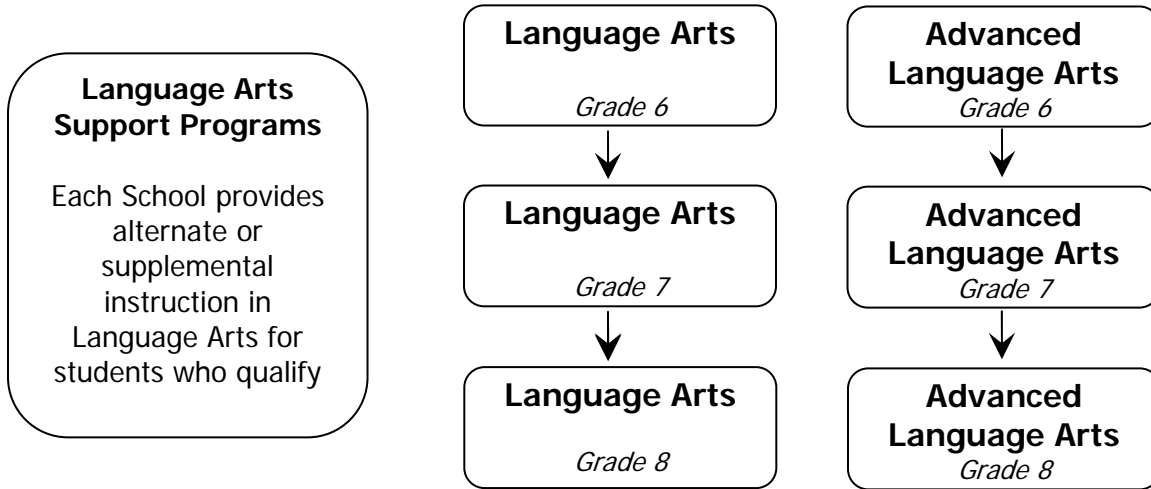 Language Arts
Support Programs
Each School provides
alternate or
supplemental
instruction in
Language Arts for
students who qualify
Language Arts
Grade 6
Language Arts
Grade 7
Language Arts
Grade 8
Advanced
Language Arts
Grade 6
Advanced
Language Arts
Grade 7
Advanced
Language Arts
Grade 8